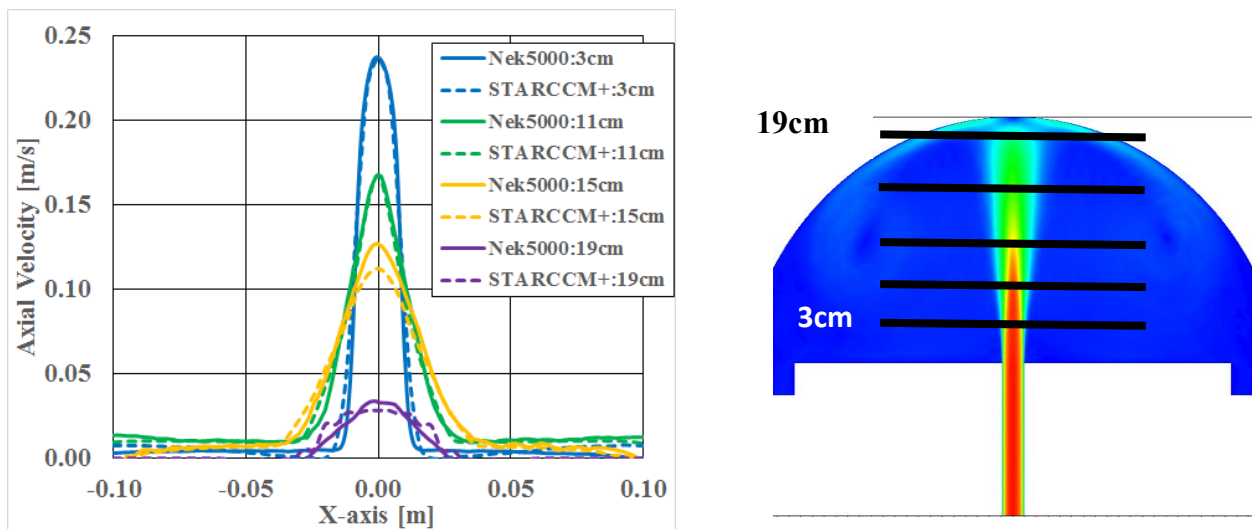 0.25
0.20
0.15
0.10
0.05
0.00
Axial Velocity [m/s]
-0.10
-0.05
0.00
0.05
0.10
X-axis [m]
Nek5000:3cm
STARCCM+:3cm
Nek5000:11cm
STARCCM+:11cm
Nek5000:15cm
STARCCM+:15cm
Nek5000:19cm
STARCCM+:19cm
19cm
3cm